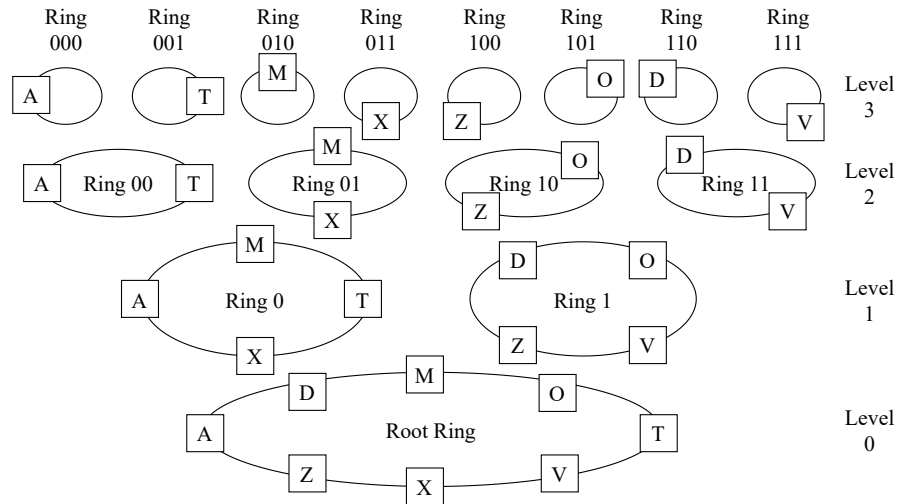 Ring Ring Ring Ring Ring Ring Ring Ring
000 001 010 011 100 101 110 111
A T M X Z O D V Level 3
M O D
A Ring 00 T Ring 01 Ring 10 Ring 11 Level 2
X Z V
M D O
A Ring 0 T Ring 1 Level 1
X Z V
D M O
A Root Ring T Level 0
Z X V